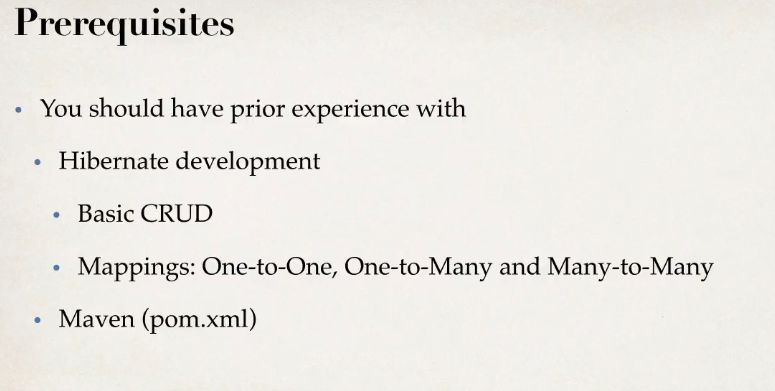 Prerequisites
• You should have prior experience with
• Hibernate development
• Basic CRUD
• Mappings: One-to-One, One-to-Many and Many-to-Many
• Maven (pom.xml)